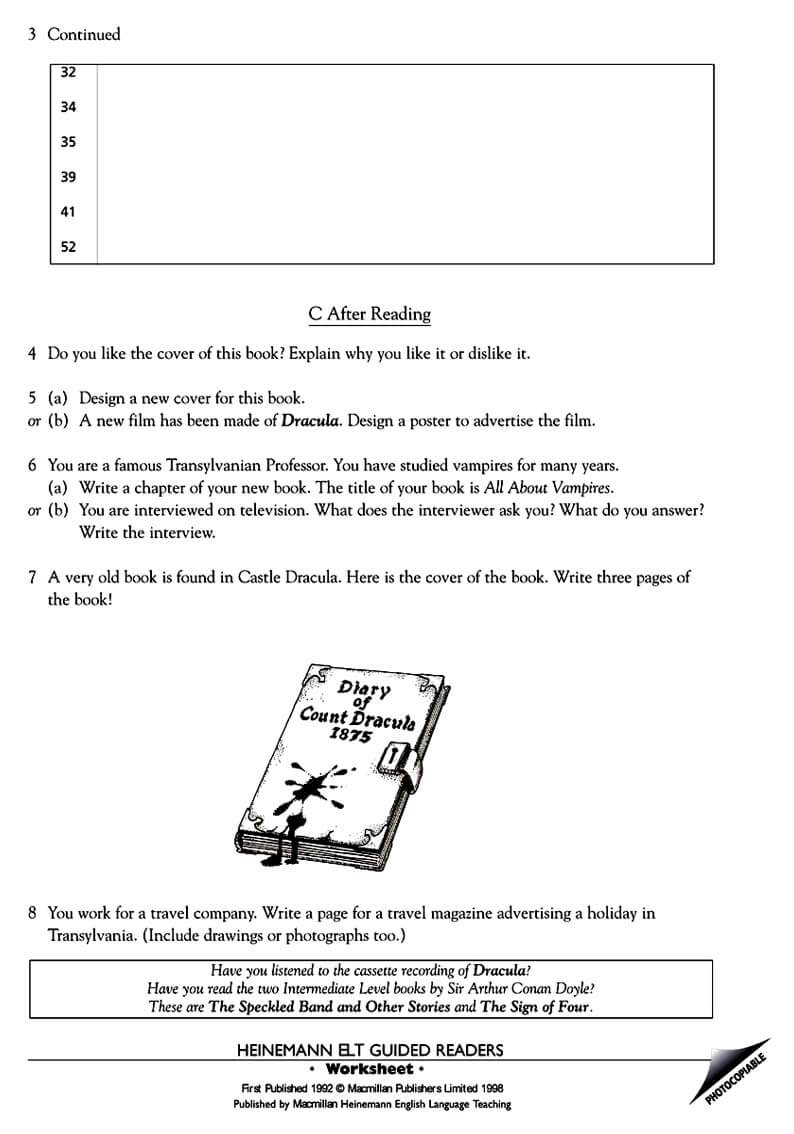 3 Continued
32
34
35
39
41
52
C After Reading
4 Do you like the cover of this book? Explain why you like it or dislike it.
5 (a) Design a new cover for this book.
or (b) A new film has been made of Dracula. Design a poster to advertise the film.
6 You are a famous Transylvanian Professor. You have studied vampires for many years.
(a) Write a chapter of your new book. The title of your book is All About Vampires.
or (b) You are interviewed on television. What does the interviewer ask you? What do you answer?
Write the interview.
7 A very old book is found in Castle Dracula. Here is the cover of the book. Write three pages of
the book!
Diary
of
Count Dracula
1875
8 You work for a travel company. Write a page for a travel magazine advertising a holiday in
Transylvania. (Include drawings or photographs too.)
Have you listened to the cassette recording of Dracula?
Have you read the two Intermediate Level books by Sir Arthur Conan Doyle?
These are The Speckled Band and Other Stories and The Sign of Four.
HEINEMANN ELT GUIDED READERS
• Worksheet •
First Published 1992 © Macmillan Publishers Limited 1998
Published by Macmillan Heinemann English Language Teaching
PHOTOCOPIABLE